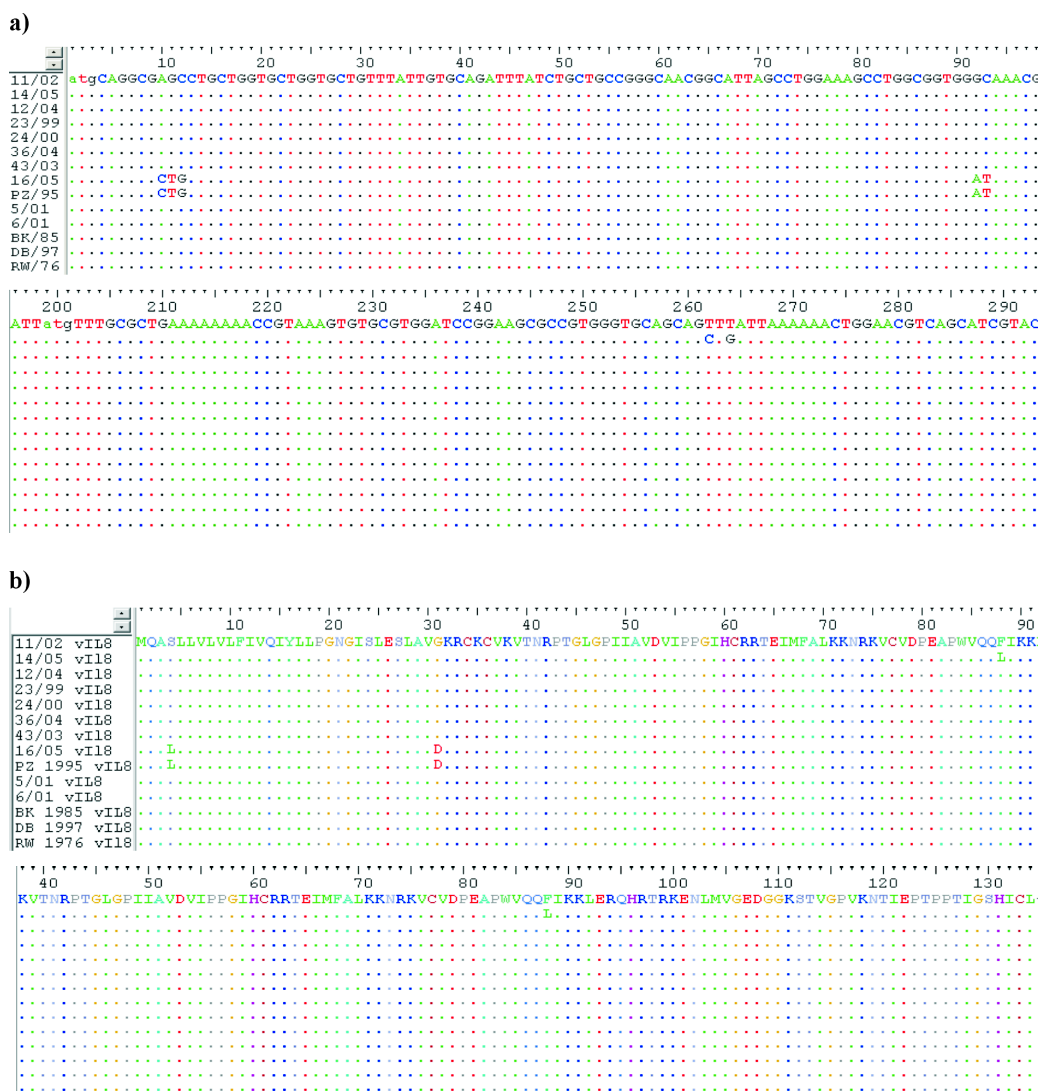 a)
10 20 30 40 50 60 70 80 90
11/02 atgCAGGCGAGCCTGCTGGTGCTGGTGCTGTTTATTGTGCAGATTTATCTGCTGCCGGGCAACGGCATTAGCCTGGAAAGCCTGGCGGTGGGCAAACG
14/05
12/04
23/99
24/00
36/04
43/03
16/05 CTG AT
PZ/95 CTG AT
5/01
6/01
BK/85
DB/97
RW/76
200 210 220 230 240 250 260 270 280 290
ATTatgTTTGCGCTGAAAAAAAACCGTAAAGTGTGCGTGGATCCGGAAGCGCCGTGGGTGCAGCAGTTTATTAAAAAACTGGAACGTCAGCATCGTAC
C.G
b)
10 20 30 40 50 60 70 80 90
11/02 vIL8 MQASLLVLVLFIVQIYLLPGNGISLESLAVGKRCKCVKVTNRPTGLGPIIAVDVIPPGIHCRRTEIMFALKKNRKVCVDPEAPWVQQFIKK
14/05 vIl8 L
12/04 vIl8
23/99 vIl8
24/00 vIl8
36/04 vIl8
43/03 vIl8
16/05 vIl8 L D
PZ 1995 vIL8 L D
5/01 vIL8
6/01 vIL8
BK 1985 vIL8
DB 1997 vIL8
RW 1976 vIl8
40 50 60 70 80 90 100 110 120 130
KVTNRPTGLGPIIAVDVIPPGIHCRRTEIMFALKKNRKVCVDPEAPWVQQFIKKLERQHRTRKENLMVGEDGGKSTVGPVKNTIEPTPPTIGSHICL
L